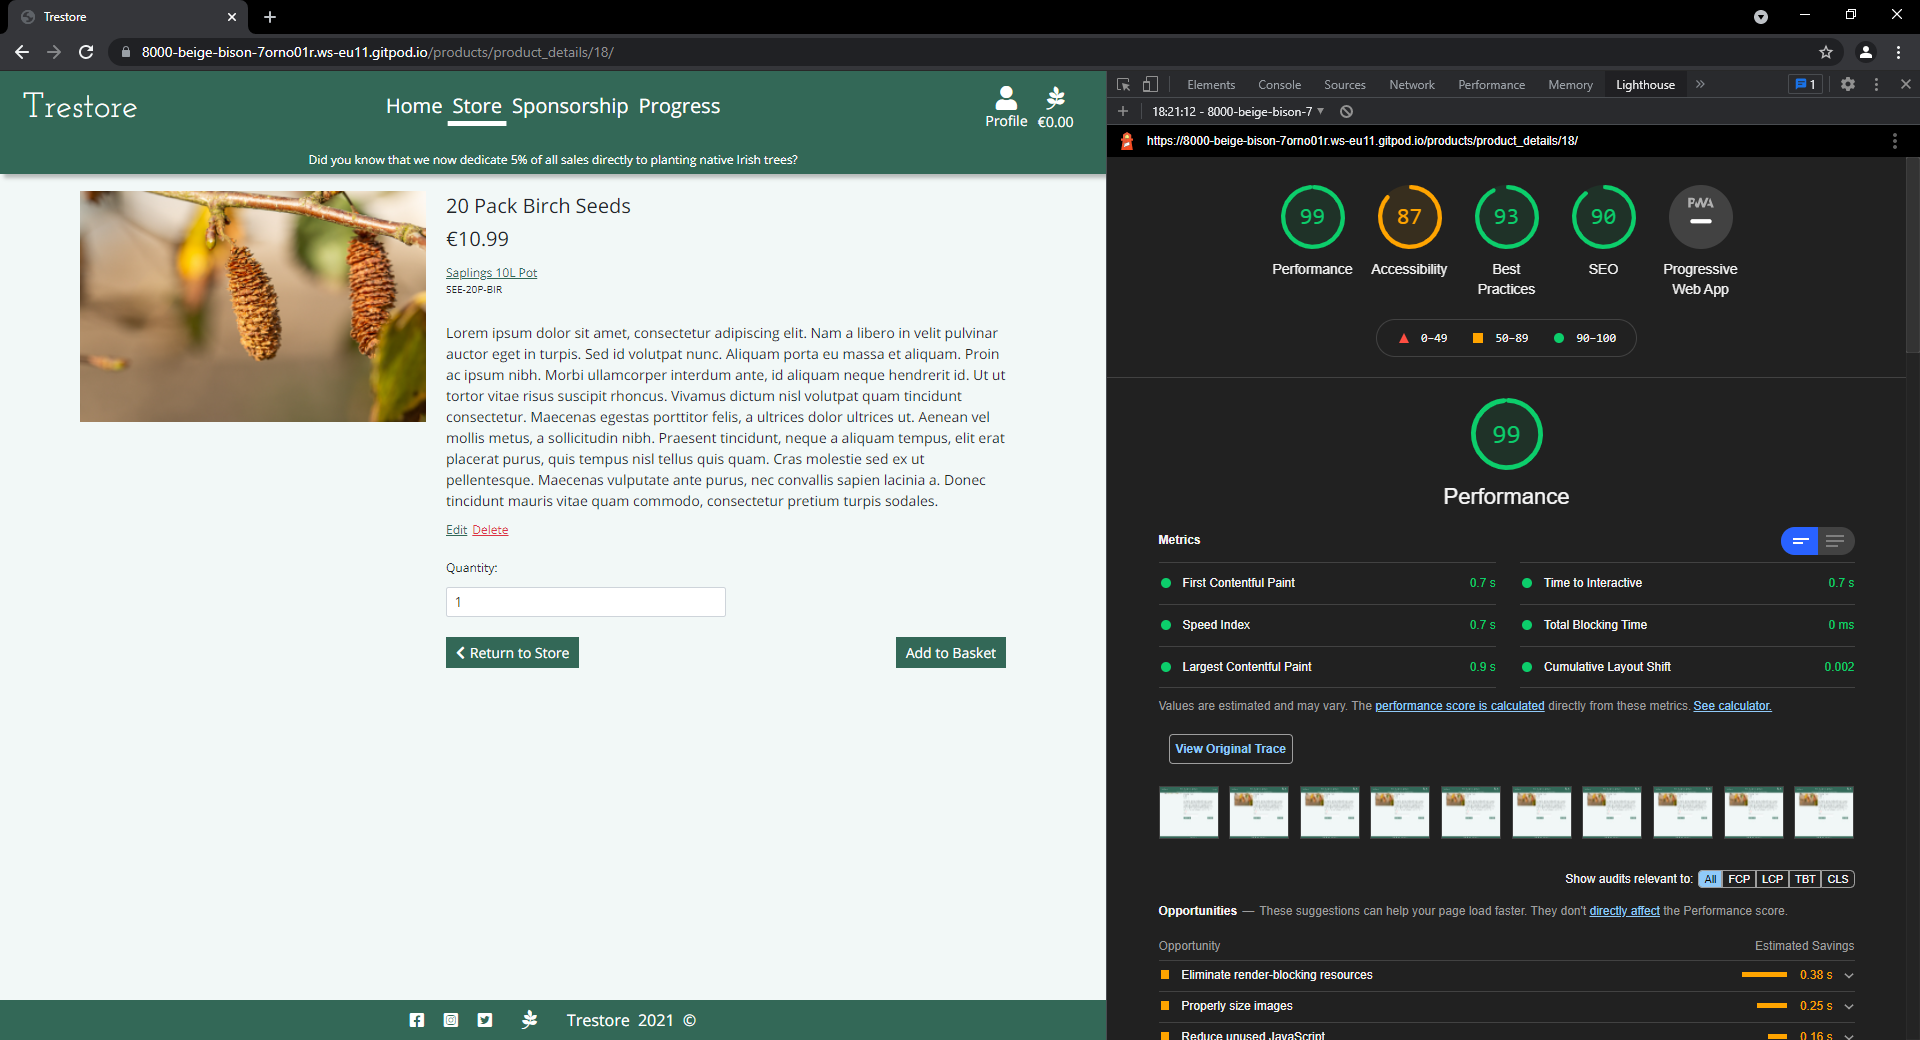 Trestore
8000-beige-bison-7orno01r.ws-eu11.gitpod.io/products/product_details/18/
Trestore
Home Store Sponsorship Progress
Profile €0.00
Did you know that we now dedicate 5% of all sales directly to planting native Irish trees?
20 Pack Birch Seeds
€10.99
Saplings 10L Pot
SEE-20P-BIR
Lorem ipsum dolor sit amet, consectetur adipiscing elit. Nam a libero in velit pulvinar
auctor eget in turpis. Sed id volutpat nunc. Aliquam porta eu massa et aliquam. Proin
ac ipsum nibh. Morbi ullamcorper interdum ante, id aliquam neque hendrerit id. Ut ut
tortor vitae risus suscipit rhoncus. Vivamus dictum nisl volutpat quam tincidunt
consectetur. Maecenas egestas porttitor felis, a ultrices dolor ultrices ut. Aenean vel
mollis metus, a sollicitudin nibh. Praesent tincidunt, neque a aliquam tempus, elit erat
placerat purus, quis tempus nisl tellus quis quam. Cras molestie sed ex ut
pellentesque. Maecenas vulputate ante purus, nec convallis sapien lacinia a. Donec
tincidunt mauris vitae quam commodo, consectetur pretium turpis sodales.
Edit Delete
Quantity:
1
Return to Store
Add to Basket
Trestore 2021 ©
Elements Console Sources Network Performance Memory Lighthouse » 1
18:21:12 - 8000-beige-bison-7
https://8000-beige-bison-7orno01r.ws-eu11.gitpod.io/products/product_details/18/
99 87 93 90 PWA
Performance Accessibility Best Practices SEO Progressive Web App
0–49 50–89 90–100
99
Performance
Metrics
First Contentful Paint 0.7 s
Time to Interactive 0.7 s
Speed Index 0.7 s
Total Blocking Time 0 ms
Largest Contentful Paint 0.9 s
Cumulative Layout Shift 0.002
Values are estimated and may vary. The performance score is calculated directly from these metrics. See calculator.
View Original Trace
Show audits relevant to: All FCP LCP TBT CLS
Opportunities — These suggestions can help your page load faster. They don't directly affect the Performance score.
Opportunity Estimated Savings
Eliminate render-blocking resources 0.38 s
Properly size images 0.25 s
Reduce unused JavaScript 0.16 s